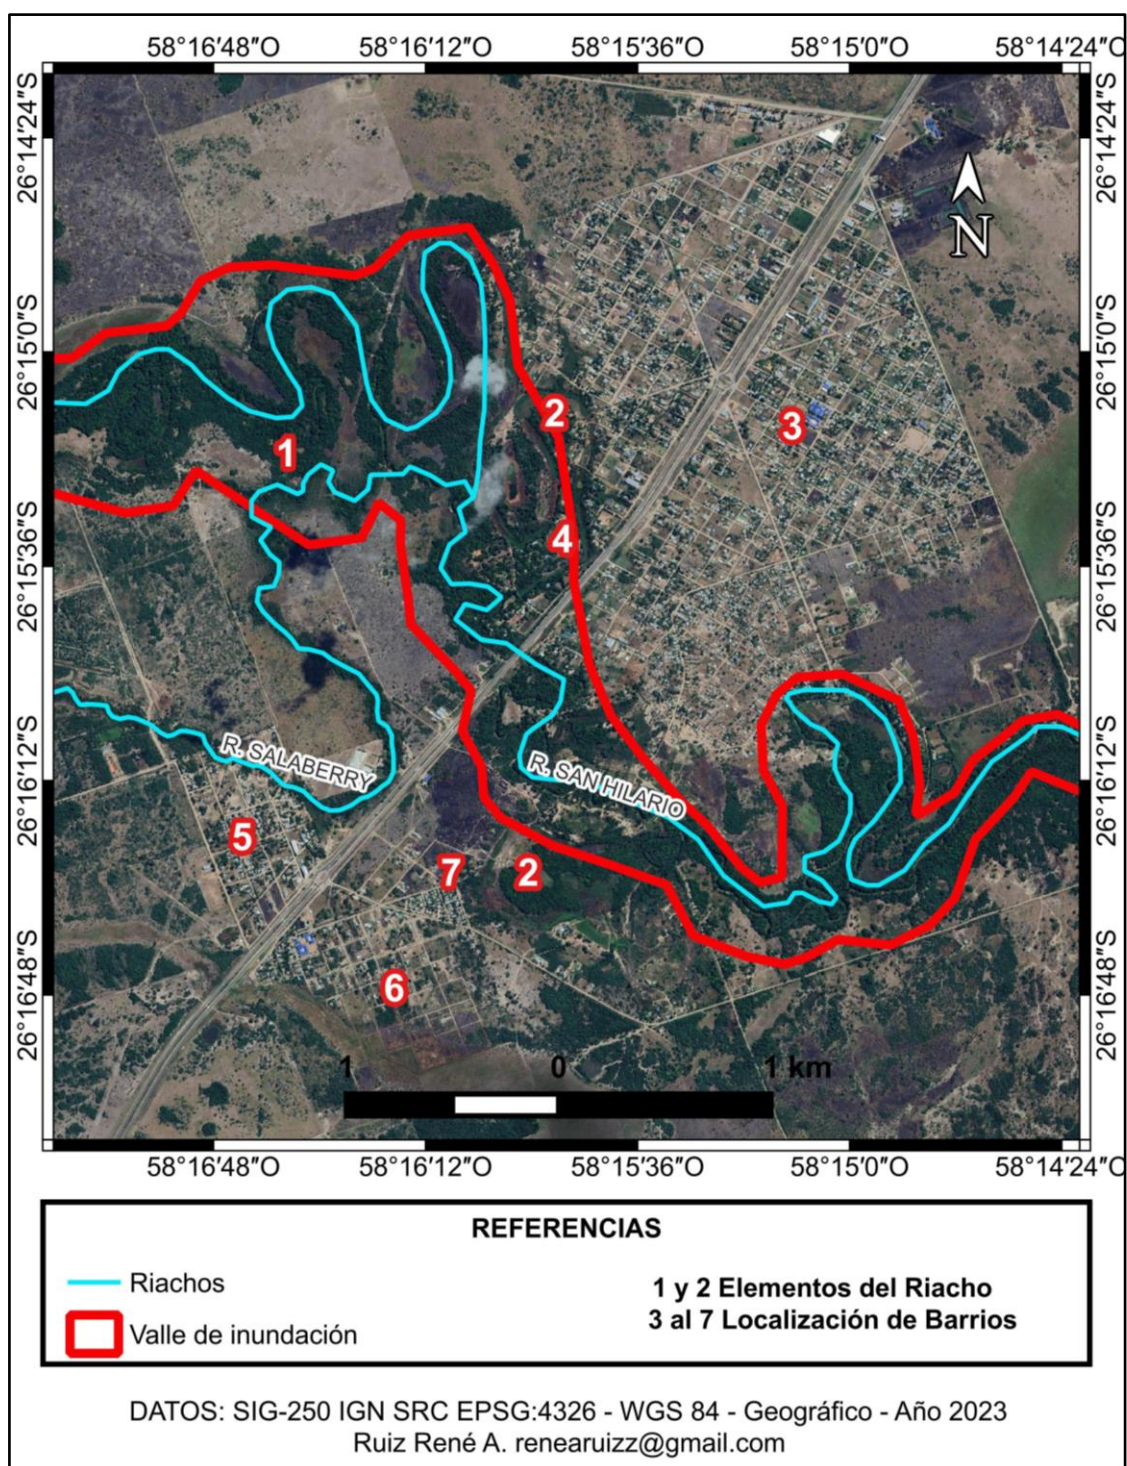 58°16'48"O 58°16'12"O 58°15'36"O 58°15'0"O 58°14'24"O
26°14'24"S 26°14'24"S
N
26°15'0"S 26°15'0"S
2
3
1
26°15'36"S 26°15'36"S
4
26°16'12"S 26°16'12"S
R. SALABERRY
R. SAN HILARIO
5
7 2
26°16'48"S 26°16'48"S
6
1 0 1 km
58°16'48"O 58°16'12"O 58°15'36"O 58°15'0"O 58°14'24"O
REFERENCIAS
Riachos
Valle de inundación
1 y 2 Elementos del Riacho
3 al 7 Localización de Barrios
DATOS: SIG-250 IGN SRC EPSG:4326 - WGS 84 - Geográfico - Año 2023
Ruiz René A. renearuizz@gmail.com